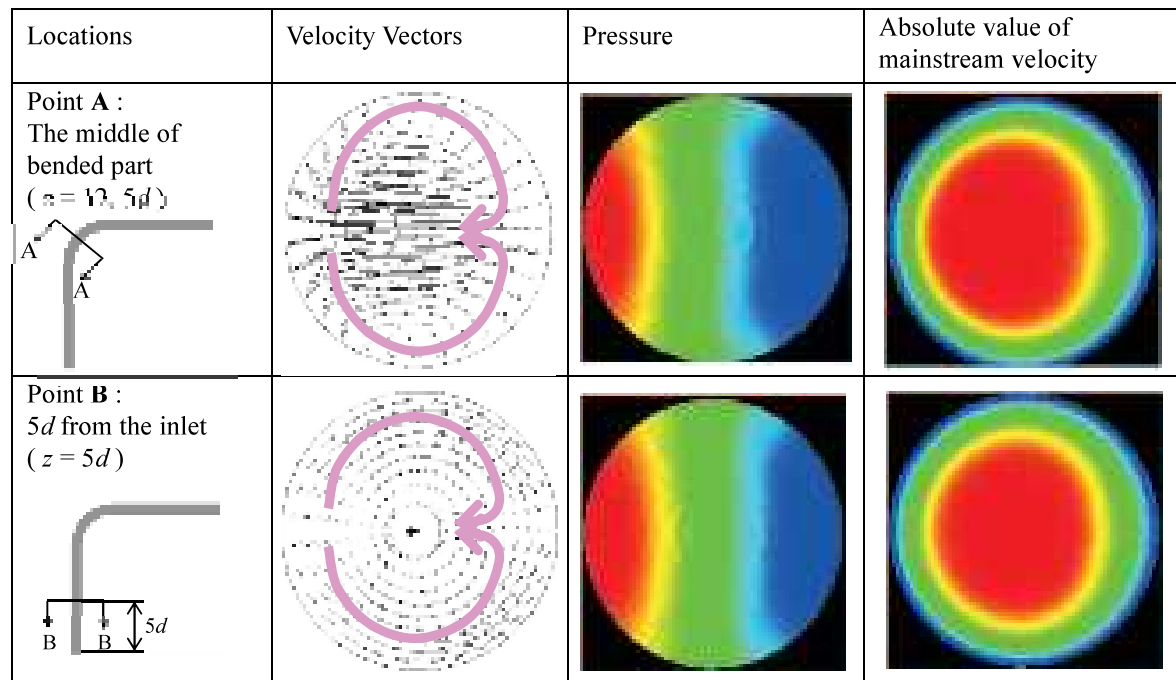 Locations
Velocity Vectors
Pressure
Absolute value of
mainstream velocity
Point A :
The middle of
bended part
A
A
Point B :
5d from the inlet
( z = 5d )
5d
B
B